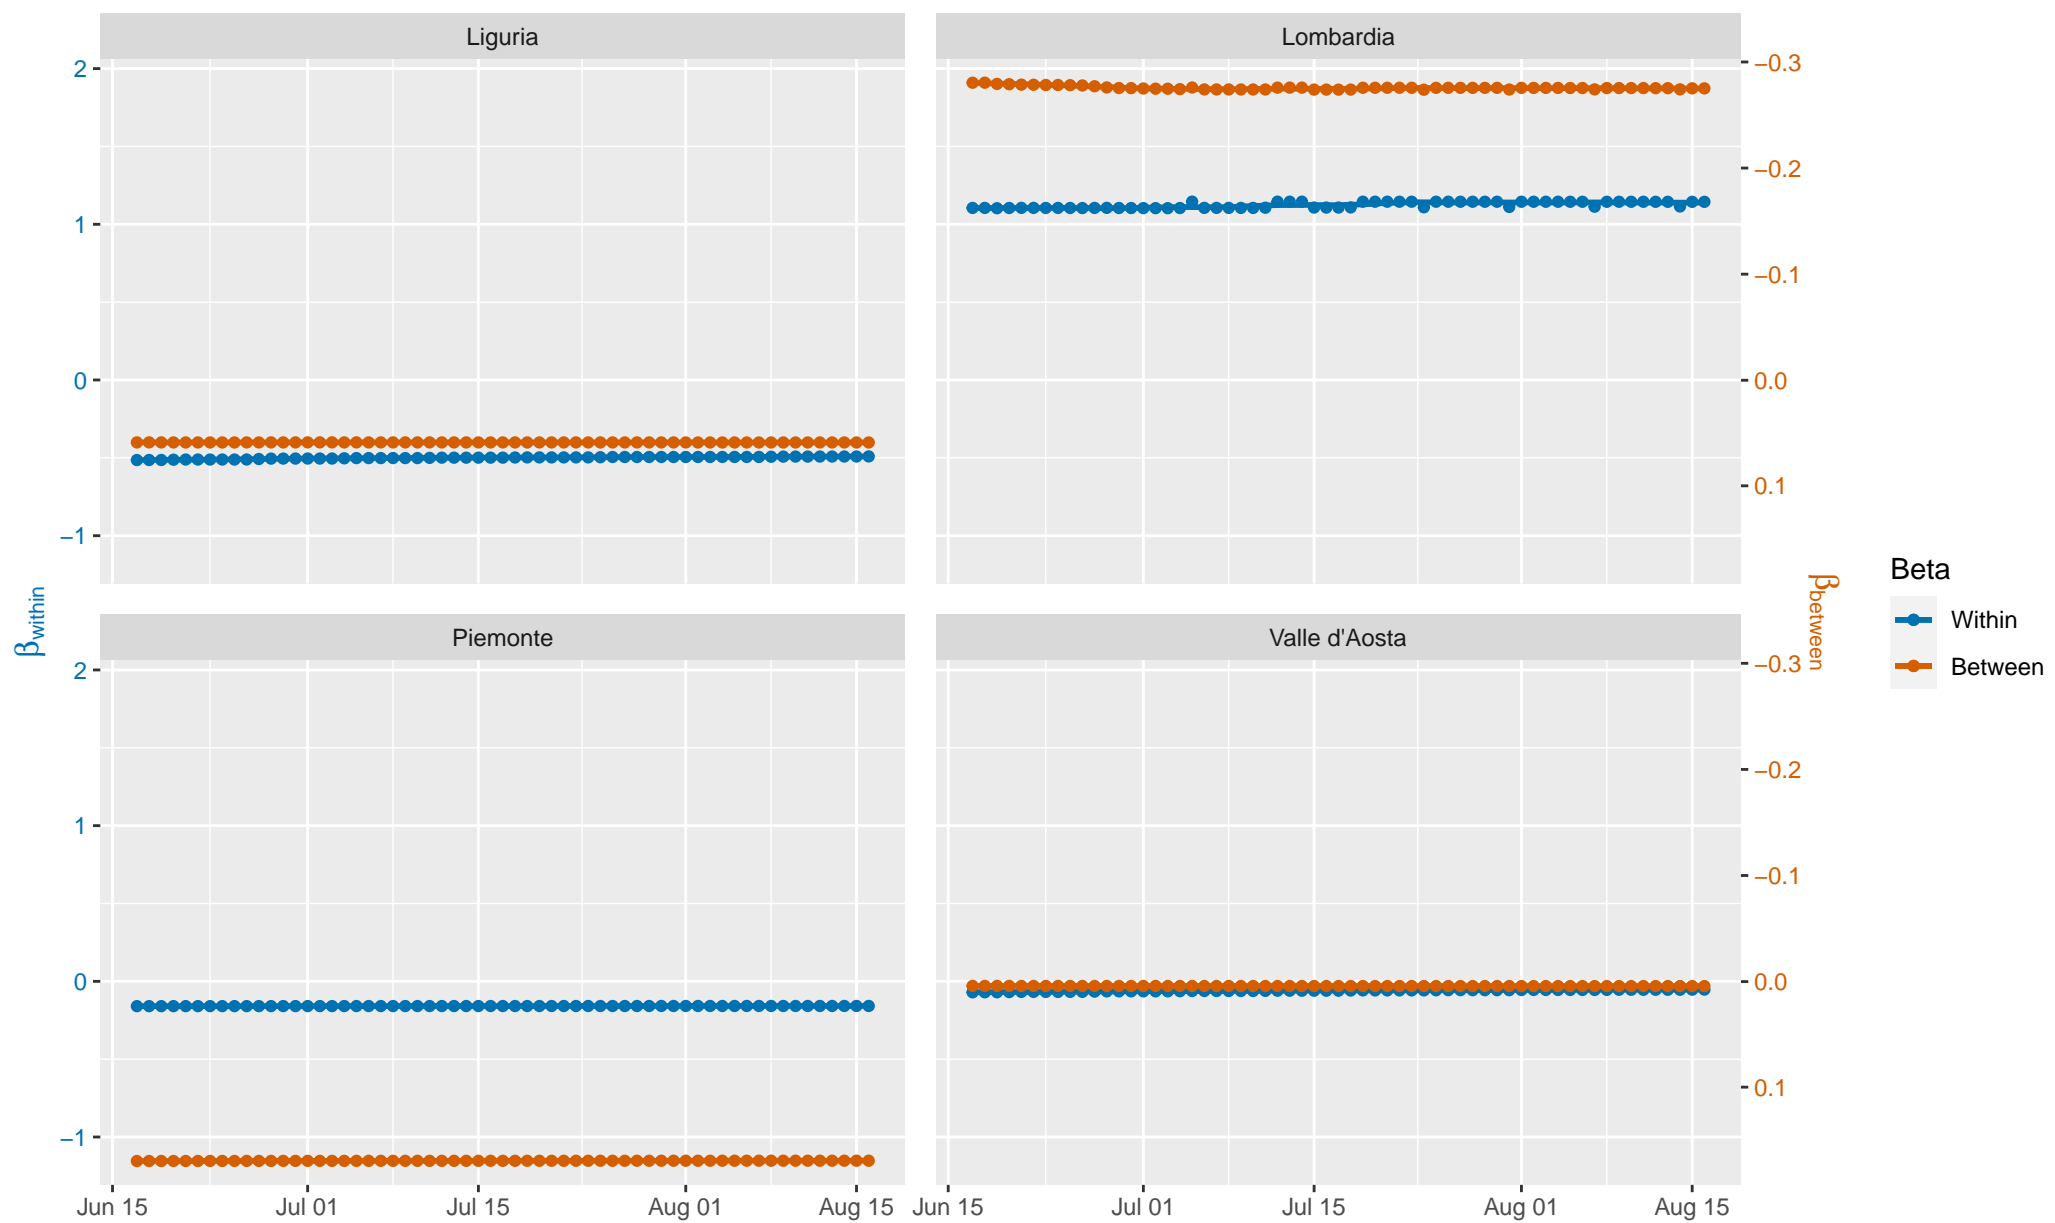 Liguria
Lombardia
2
1
0
−1
−0.3
−0.2
−0.1
0.0
0.1
βwithin
βbetween
Piemonte
Valle d'Aosta
2
1
0
−1
−0.3
−0.2
−0.1
0.0
0.1
Jun 15 Jul 01 Jul 15 Aug 01 Aug 15
Jun 15 Jul 01 Jul 15 Aug 01 Aug 15
Beta
Within
Between